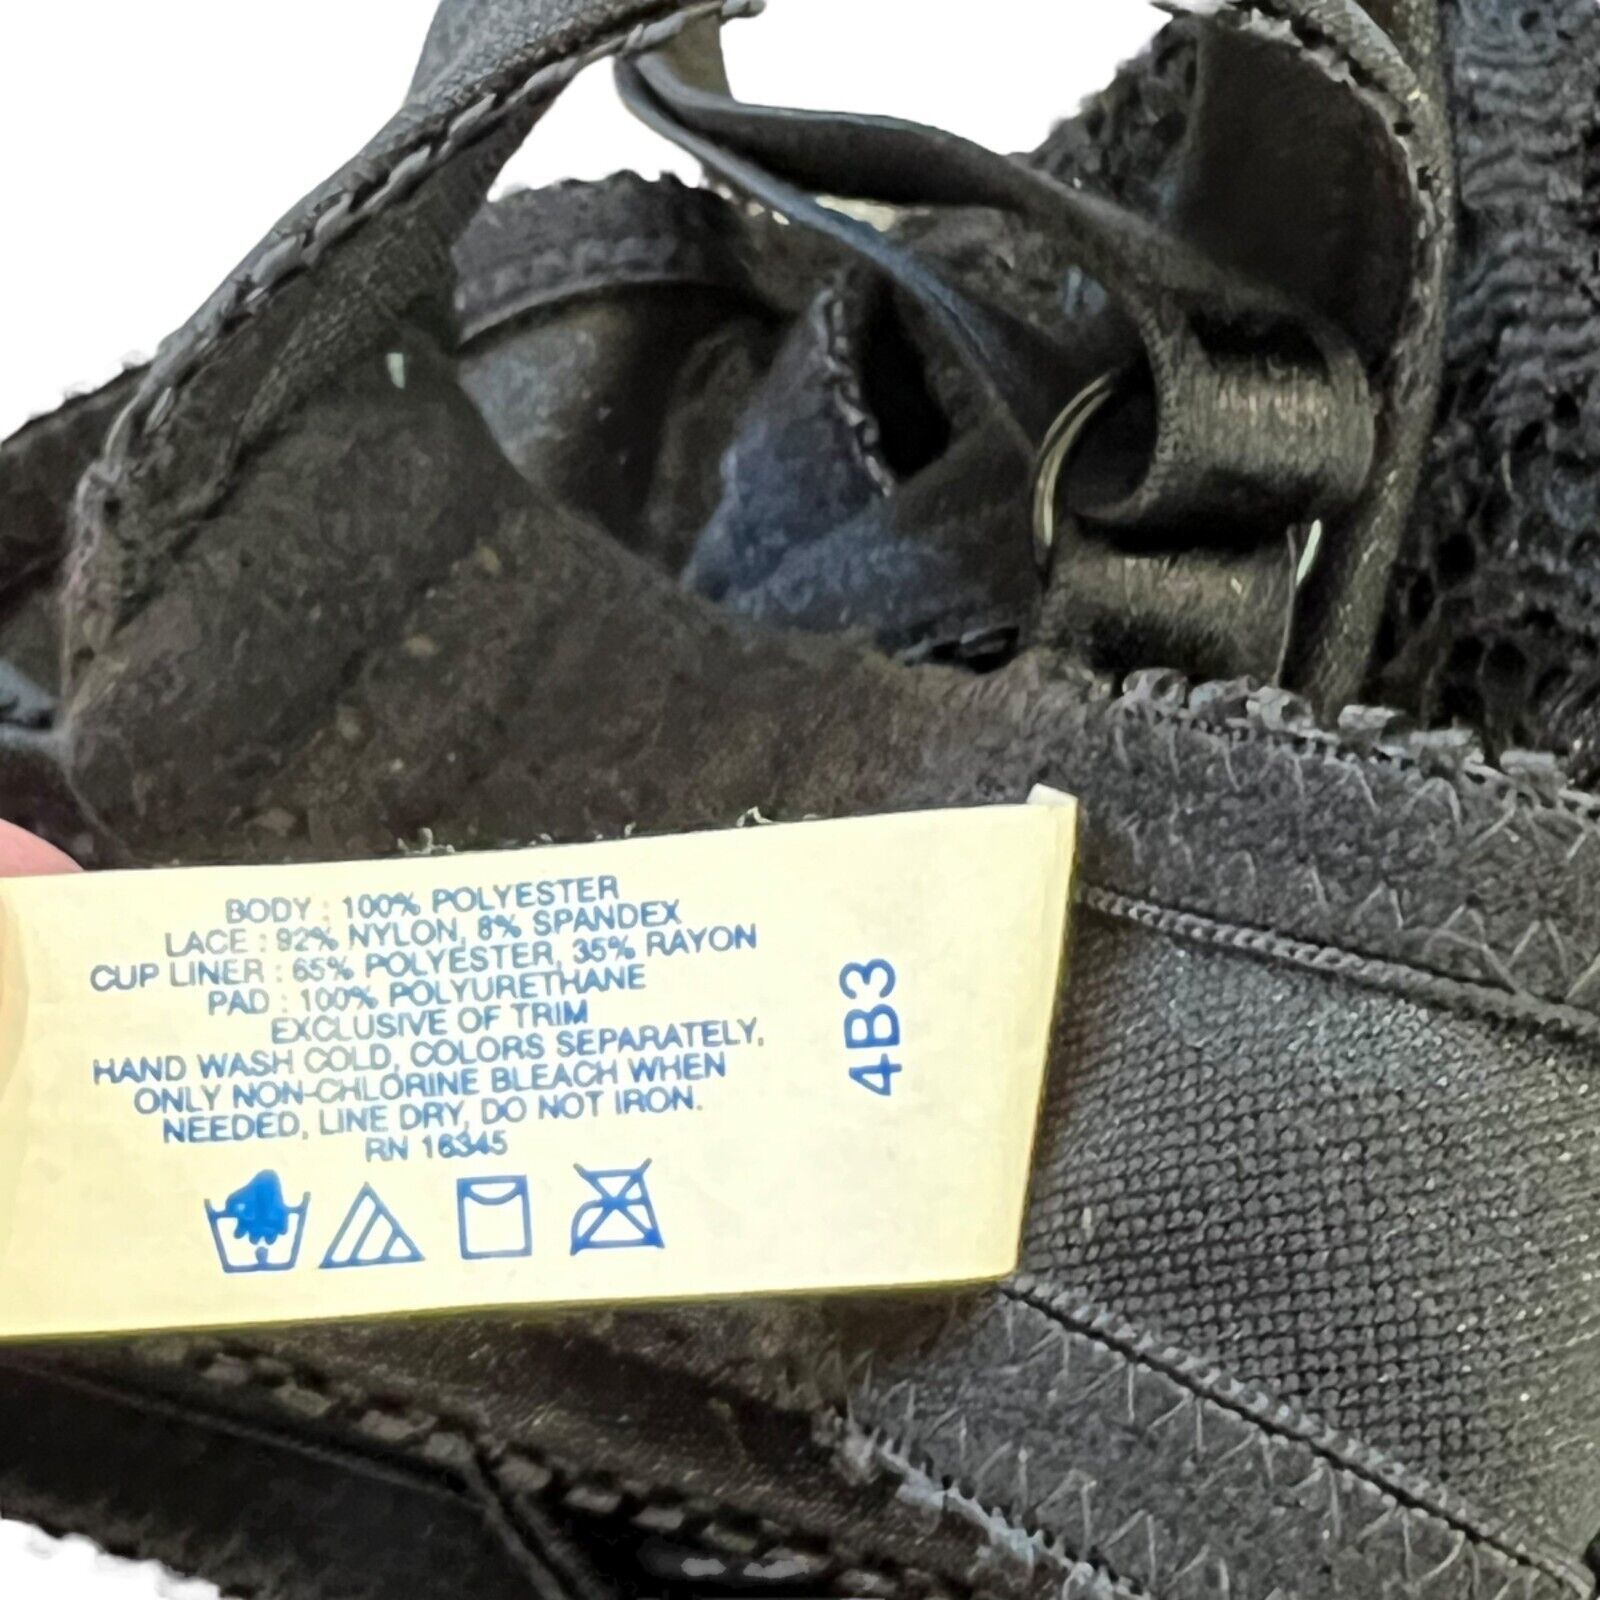 BODY : 100% POLYESTER
LACE : 92% NYLON, 8% SPANDEX
CUP LINER : 65% POLYESTER, 35% RAYON
PAD : 100% POLYURETHANE
EXCLUSIVE OF TRIM
HAND WASH COLD, COLORS SEPARATELY,
ONLY NON-CHLORINE BLEACH WHEN
NEEDED, LINE DRY, DO NOT IRON.
RN 16345
4B3